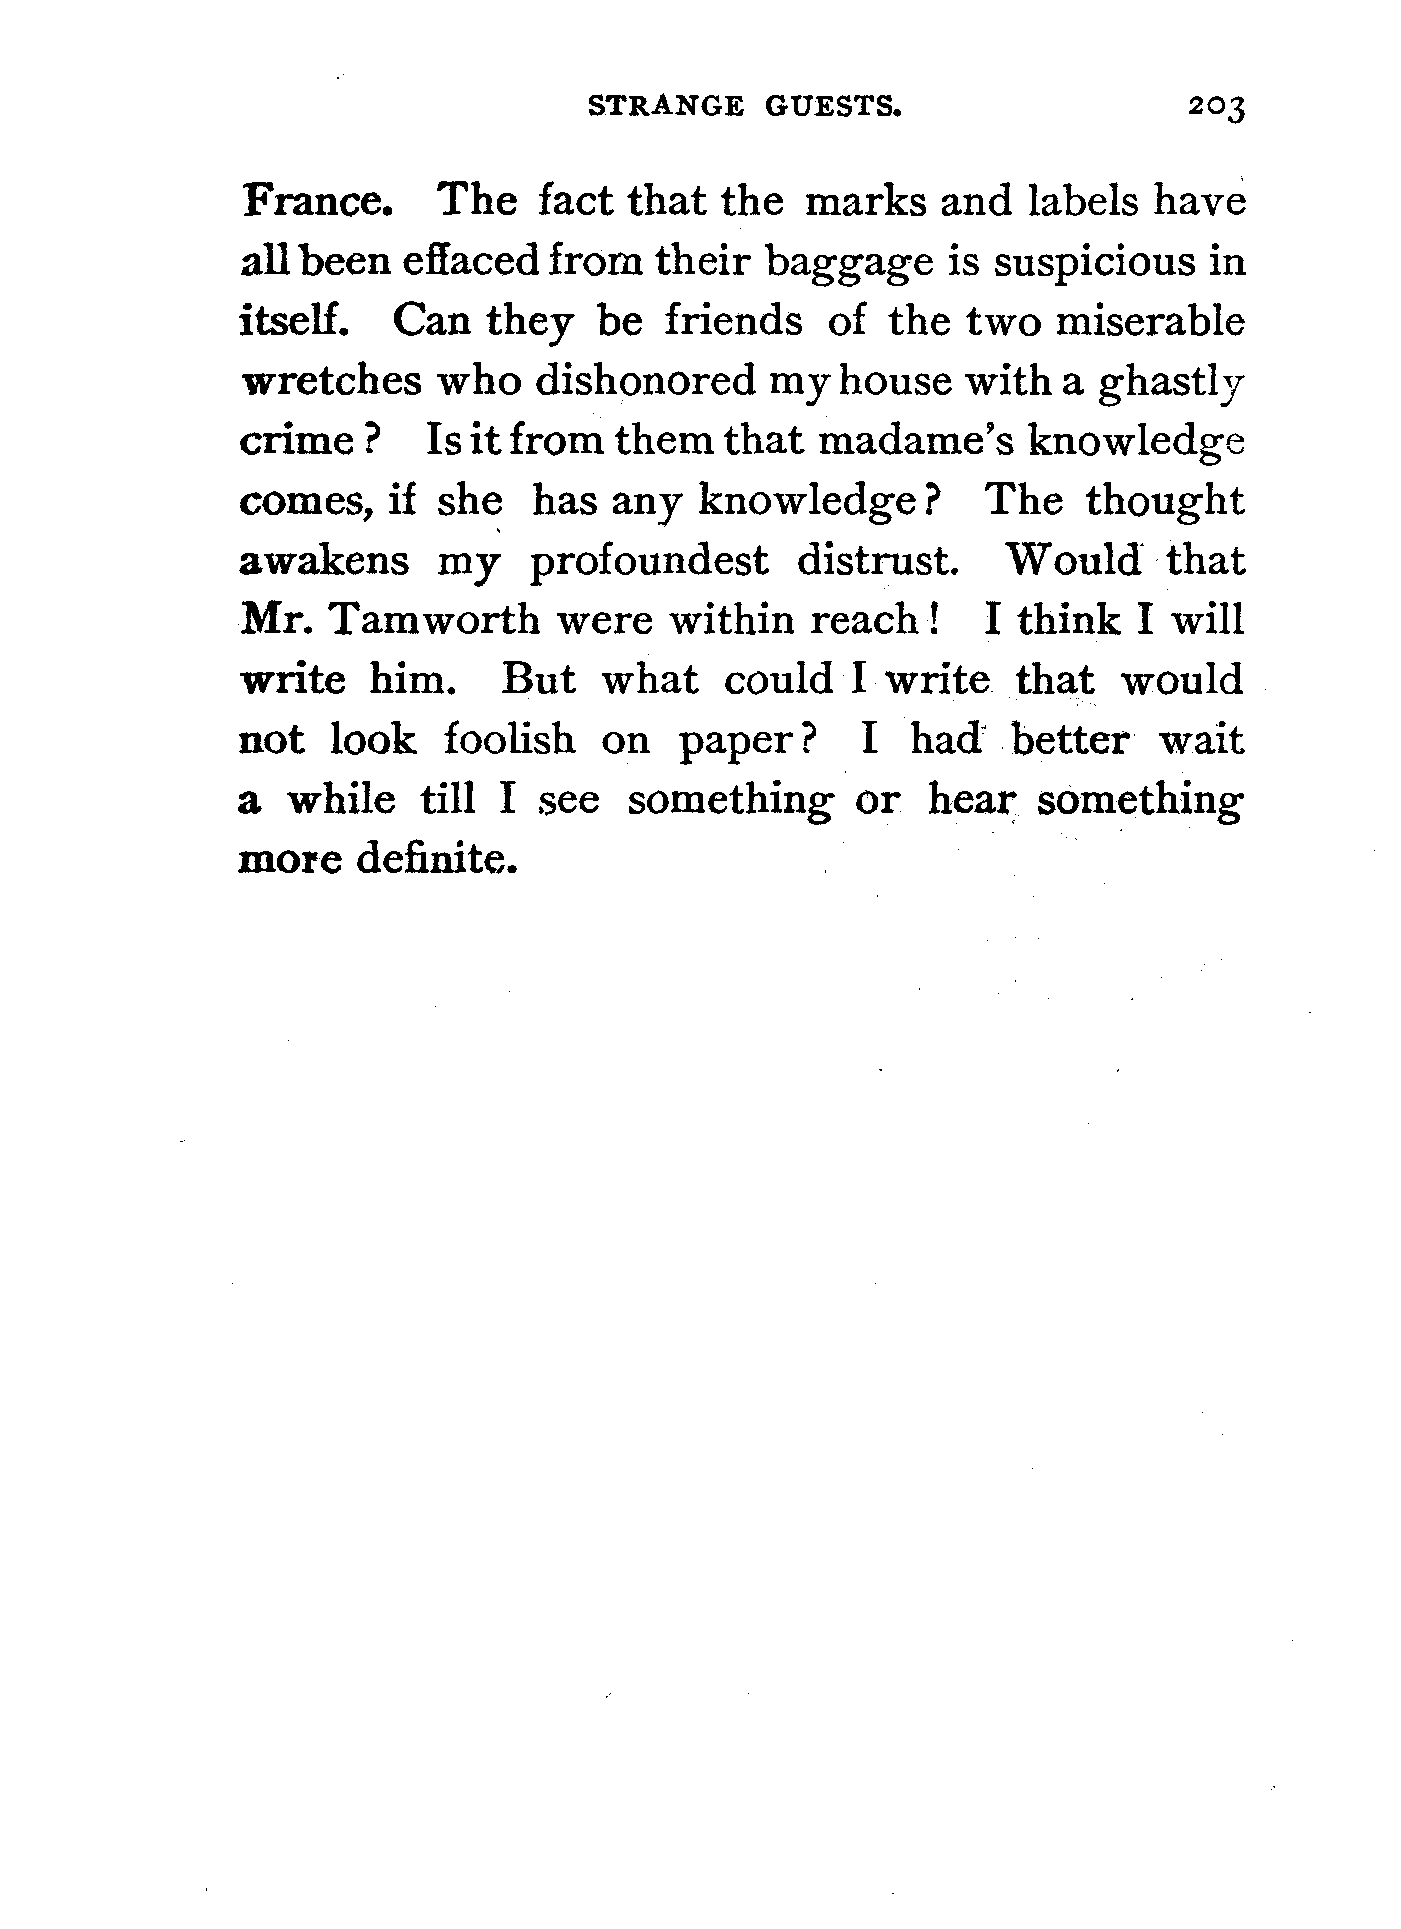 STRANGE GUESTS. 203
France. The fact that the marks and labels have
all been effaced from their baggage is suspicious in
itself. Can they be friends of the two miserable
wretches who dishonored my house with a ghastly
crime? Is it from them that madame's knowledge
comes, if she has any knowledge? The thought
awakens my profoundest distrust. Would that
Mr. Tamworth were within reach! I think I will
write him. But what could I write that would
not look foolish on paper? I had better wait
a while till I see something or hear something
more definite.